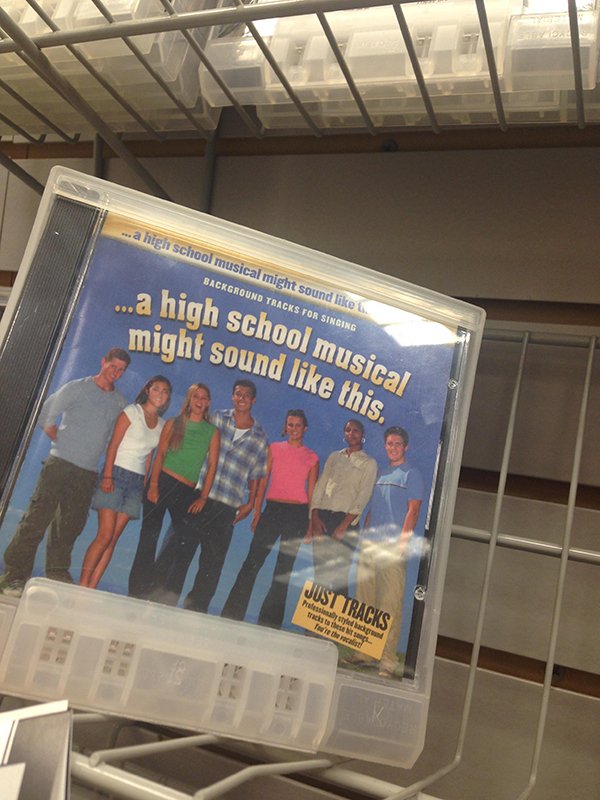 ...a high school musical might sound like
BACKGROUND TRACKS FOR SINGING
...a high school musical
might sound like this.
JUST TRACKS
Professionally styled background
tracks to these hit songs...
You're the vocalist!
K